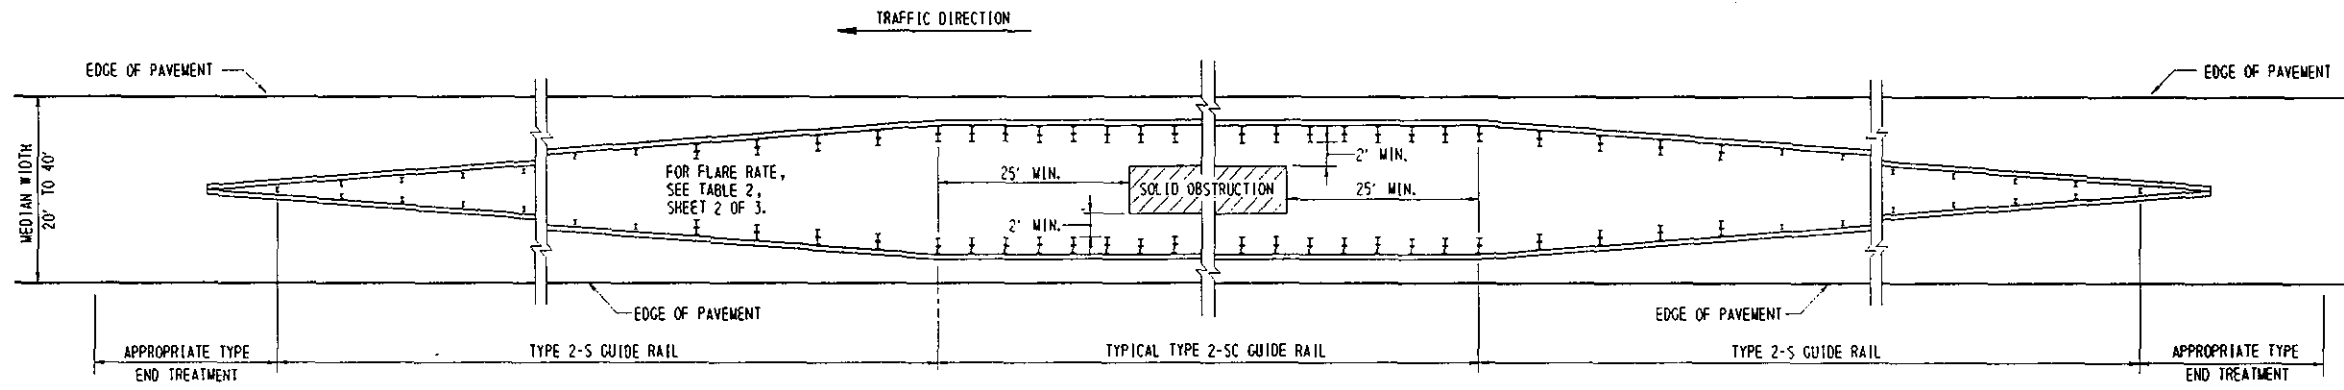 TRAFFIC DIRECTION
EDGE OF PAVEMENT
EDGE OF PAVEMENT
MEDIAN WIDTH
20' TO 40'
FOR FLARE RATE,
SEE TABLE 2,
SHEET 2 OF 3.
25' MIN.
2' MIN.
SOLID OBSTRUCTION
2' MIN.
25' MIN.
EDGE OF PAVEMENT
EDGE OF PAVEMENT
APPROPRIATE TYPE
END TREATMENT
TYPE 2-S GUIDE RAIL
TYPICAL TYPE 2-SC GUIDE RAIL
TYPE 2-S GUIDE RAIL
APPROPRIATE TYPE
END TREATMENT